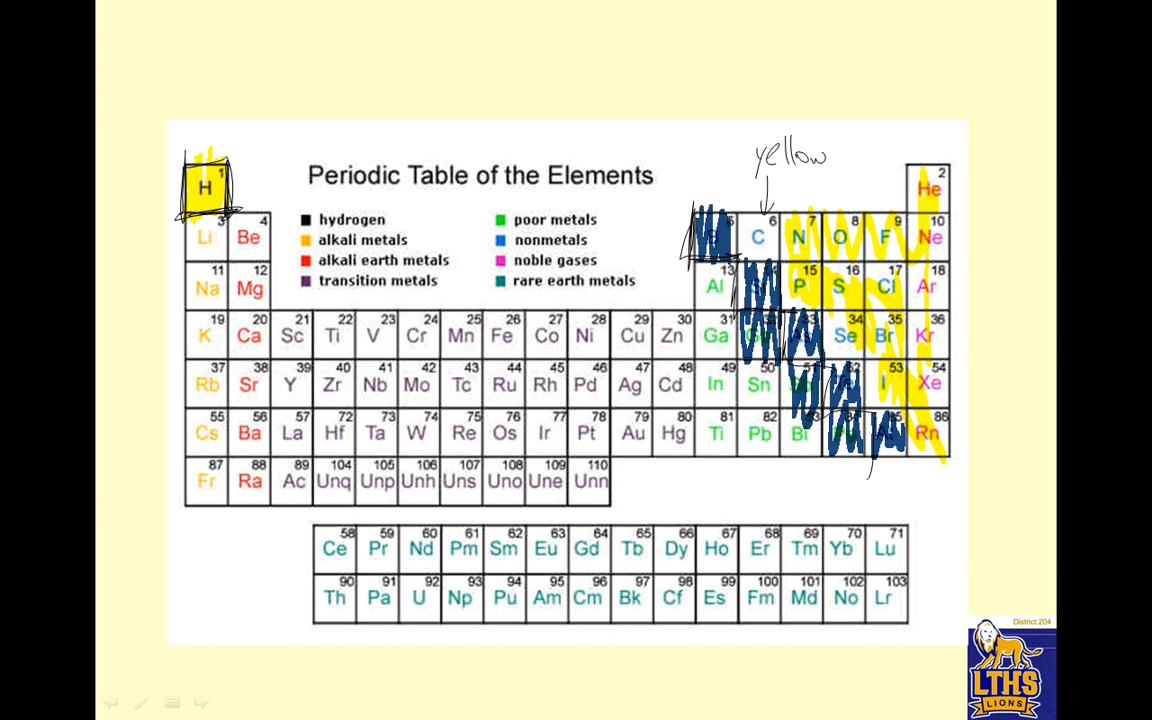 yellow
1 2
H Periodic Table of the Elements He
hydrogen poor metals
alkali metals nonmetals
alkali earth metals noble gases
transition metals rare earth metals
3 4 5 6 7 8 9 10
Li Be B C N O F Ne
11 12 13 15 16 17 18
Na Mg Al P S Cl Ar
19 20 21 22 23 24 25 26 27 28 29 30 31 34 35 36
K Ca Sc Ti V Cr Mn Fe Co Ni Cu Zn Ga As Se Br Kr
37 38 39 40 41 42 43 44 45 46 47 48 49 50 51 52 53 54
Rb Sr Y Zr Nb Mo Tc Ru Rh Pd Ag Cd In Sn I Xe
55 56 57 72 73 74 75 76 77 78 79 80 81 82 83 85 86
Cs Ba La Hf Ta W Re Os Ir Pt Au Hg Ti Pb Bi At Rn
87 88 89 104 105 106 107 108 109 110
Fr Ra Ac Unq Unp Unh Uns Uno Une Unn
58 59 60 61 62 63 64 65 66 67 68 69 70 71
Ce Pr Nd Pm Sm Eu Gd Tb Dy Ho Er Tm Yb Lu
90 91 92 93 94 95 96 97 98 99 100 101 102 103
Th Pa U Np Pu Am Cm Bk Cf Es Fm Md No Lr
District 204
LTHS
LIONS